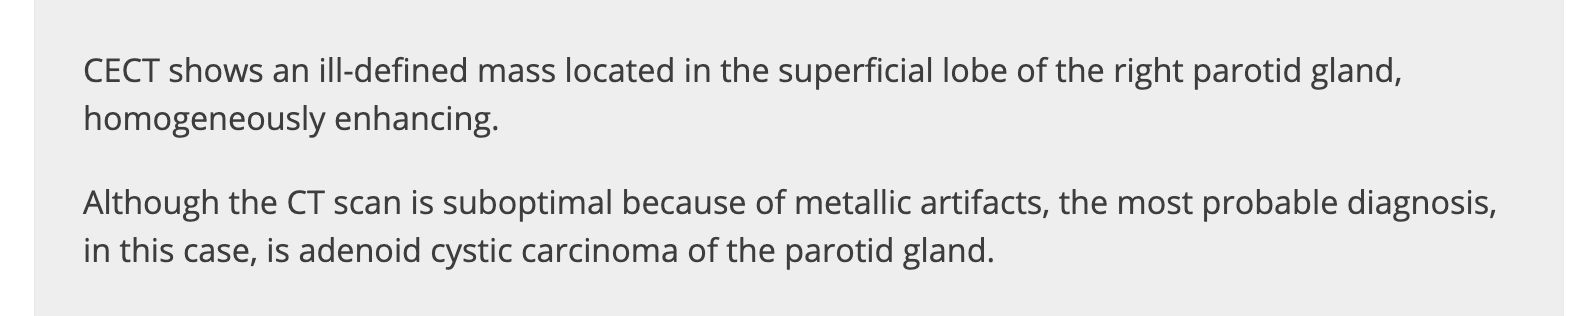 CECT shows an ill-defined mass located in the superficial lobe of the right parotid gland,
homogeneously enhancing.
Although the CT scan is suboptimal because of metallic artifacts, the most probable diagnosis,
in this case, is adenoid cystic carcinoma of the parotid gland.